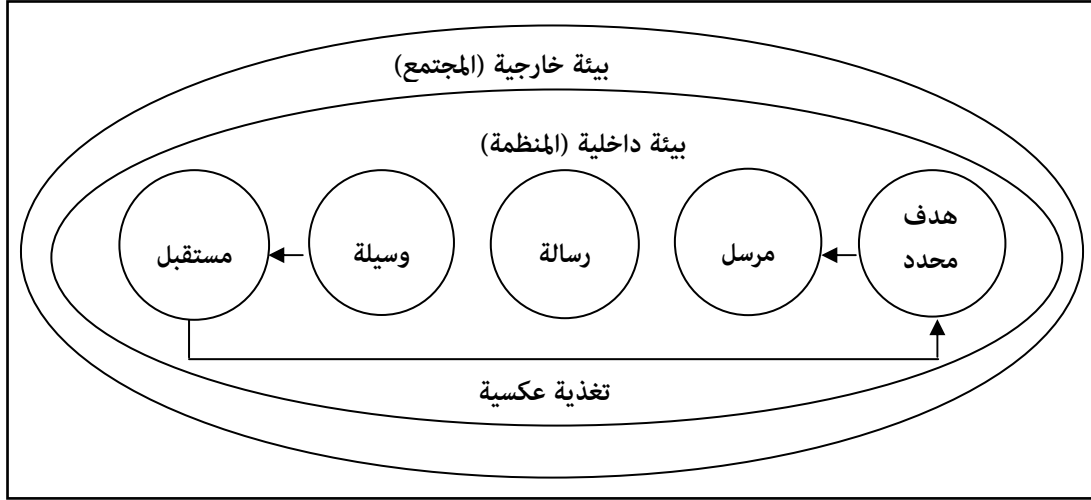 بيئة خارجية (المجتمع)
بيئة داخلية (المنظمة)
هدف
محدد
مرسل
رسالة
وسيلة
مستقبل
تغذية عكسية